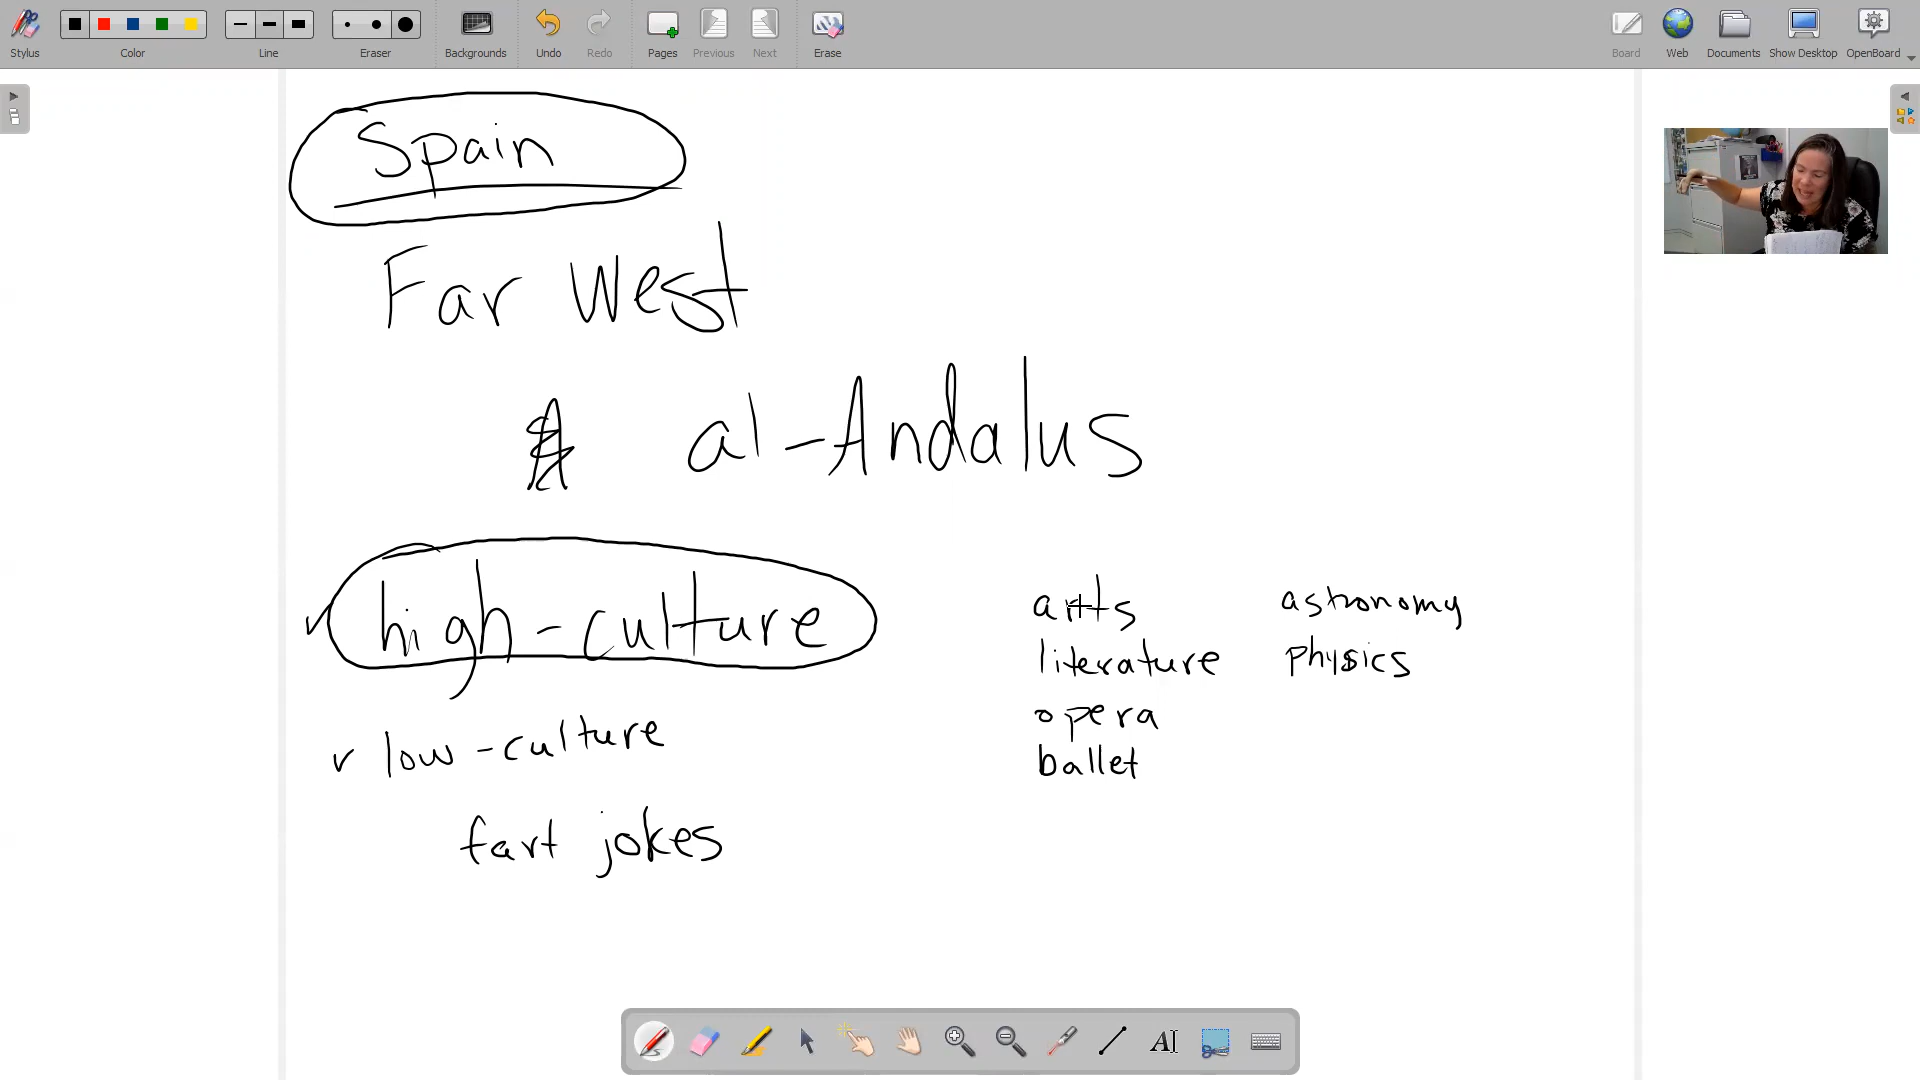 Stylus Color Line Eraser Backgrounds Undo Redo Pages Previous Next Erase Board Web Documents Show Desktop OpenBoard
Spain
Far West
al-Andalus
high-culture
low-culture
fart jokes
arts
literature
opera
ballet
astronomy
physics
AI